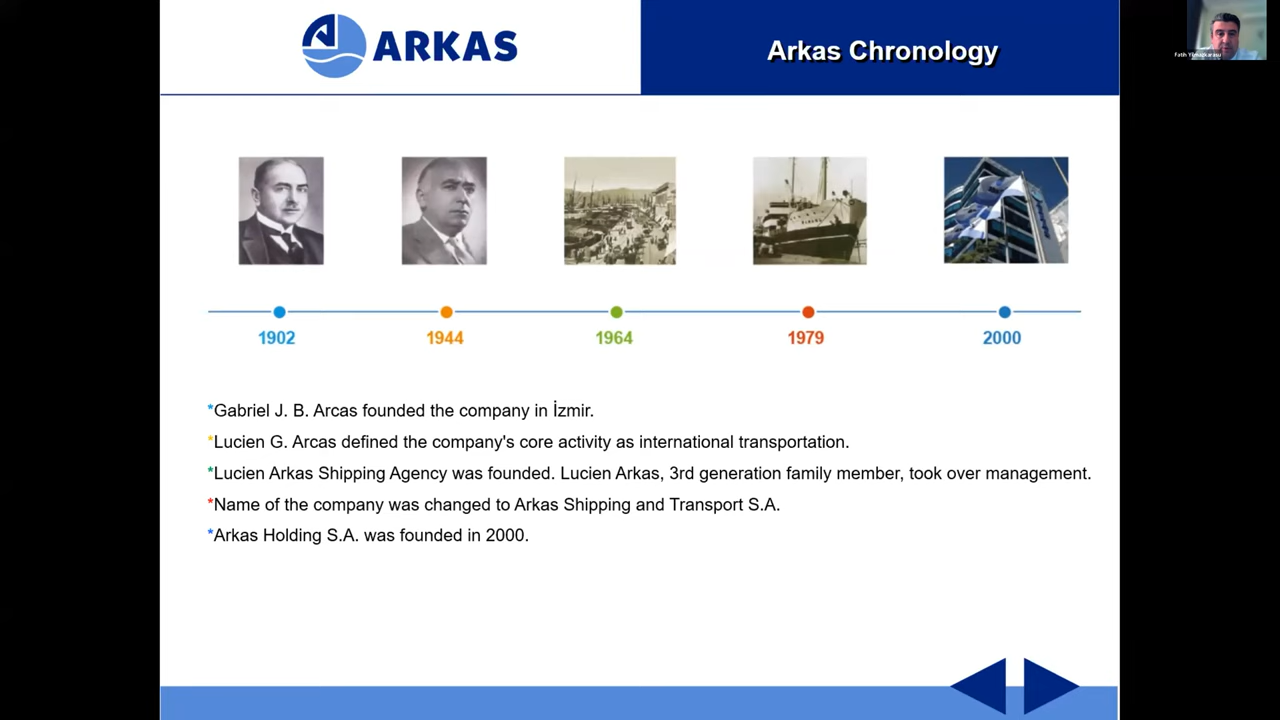 ARKAS
Arkas Chronology
Fatih Yılmazkarasu
PANAMA
1902
1944
1964
1979
2000
*Gabriel J. B. Arcas founded the company in İzmir.
*Lucien G. Arcas defined the company's core activity as international transportation.
*Lucien Arkas Shipping Agency was founded. Lucien Arkas, 3rd generation family member, took over management.
*Name of the company was changed to Arkas Shipping and Transport S.A.
*Arkas Holding S.A. was founded in 2000.